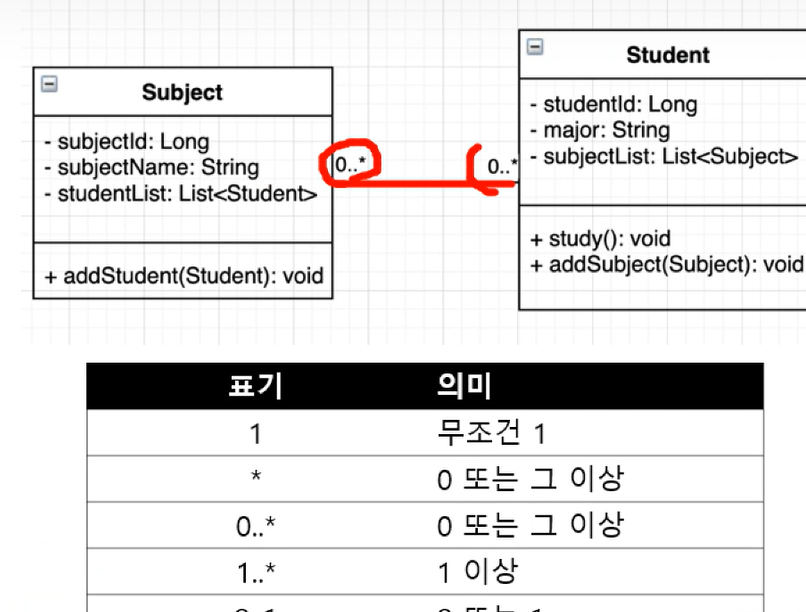 Subject
- subjectId: Long
- subjectName: String
- studentList: List<Student>
+ addStudent(Student): void
0..*
0..*
Student
- studentId: Long
- major: String
- subjectList: List<Subject>
+ study(): void
+ addSubject(Subject): void
표기 의미
1 무조건 1
* 0 또는 그 이상
0..* 0 또는 그 이상
1..* 1 이상